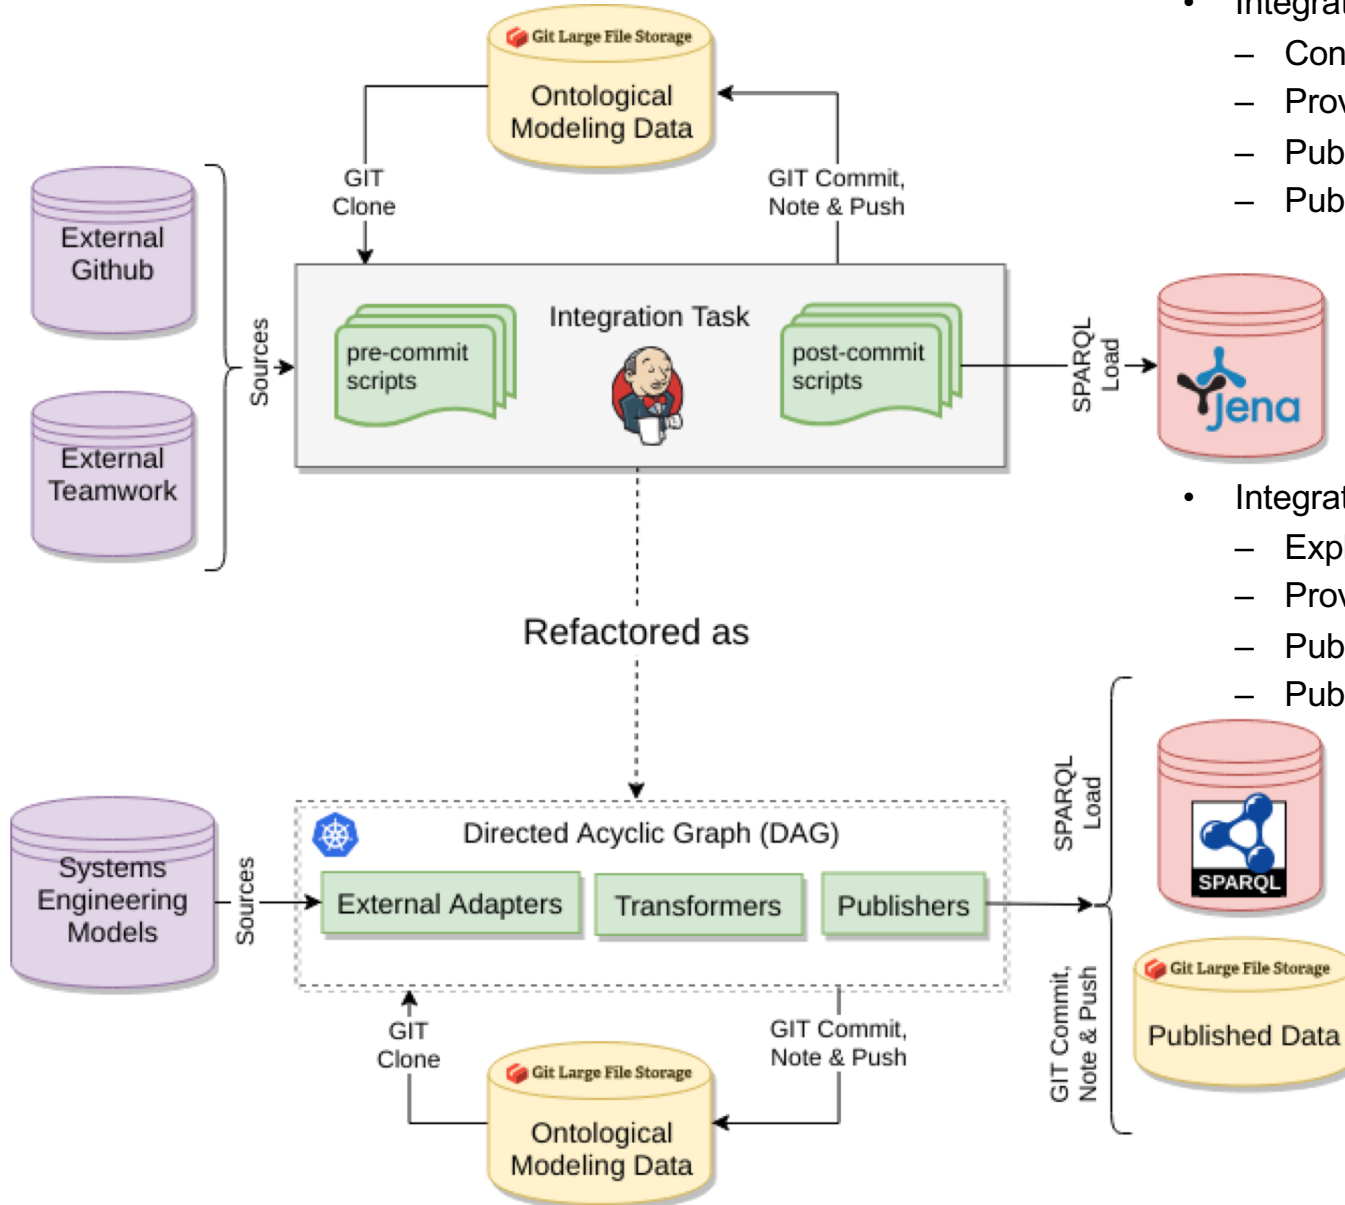 Git Large File Storage
Ontological
Modeling Data
GIT
Clone
GIT Commit,
Note & Push
External
Github
External
Teamwork
Sources
Integration Task
pre-commit
scripts
post-commit
scripts
SPARQL
Load
Jena
Refactored as
Systems
Engineering
Models
Sources
Directed Acyclic Graph (DAG)
External Adapters
Transformers
Publishers
GIT
Clone
GIT Commit,
Note & Push
Git Large File Storage
Ontological
Modeling Data
SPARQL
Load
SPARQL
GIT Commit,
Note & Push
Git Large File Storage
Published Data